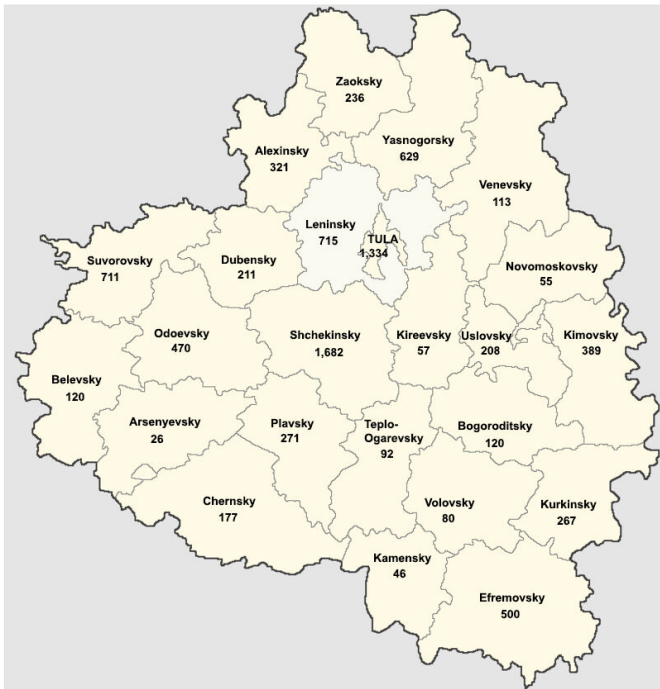 Zaoksky
236
Alexinsky
321
Yasnogorsky
629
Venevsky
113
Leninsky
715
TULA
1,334
Suvorovsky
711
Dubensky
211
Novomoskovsky
55
Odoevsky
470
Shchekinsky
1,682
Kireevsky
57
Uslovsky
208
Kimovsky
389
Belevsky
120
Arsenyevsky
26
Plavsky
271
Teplo-
Ogarevsky
92
Bogoroditsky
120
Chernsky
177
Volovsky
80
Kurkinsky
267
Kamensky
46
Efremovsky
500